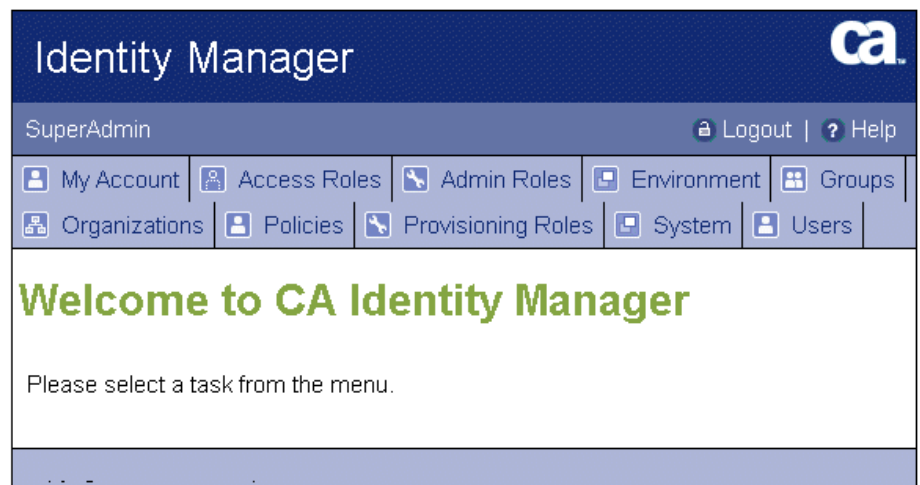 Identity Manager
ca
SuperAdmin
Logout | Help
My Account Access Roles Admin Roles Environment Groups
Organizations Policies Provisioning Roles System Users
Welcome to CA Identity Manager
Please select a task from the menu.